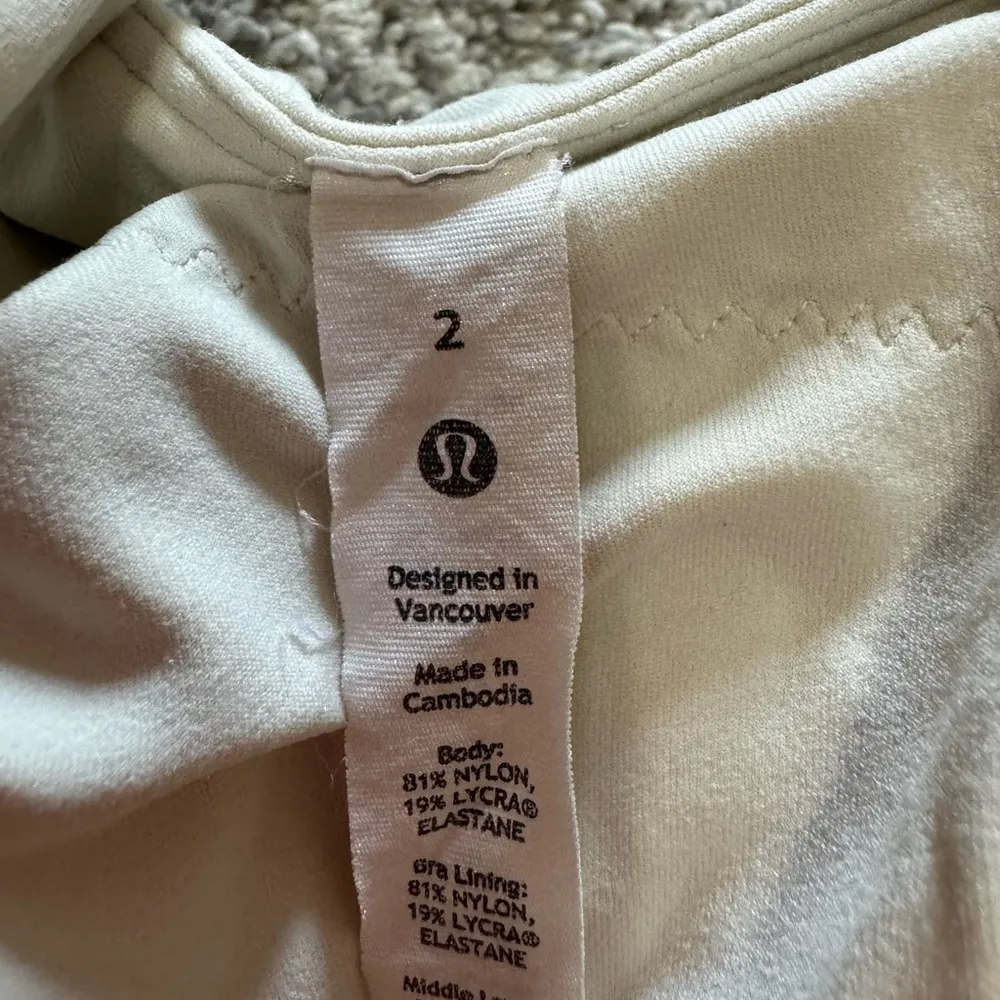 2
Designed in
Vancouver
Made in
Cambodia
Body:
81% NYLON,
19% LYCRA®
ELASTANE
Bra Lining:
81% NYLON,
19% LYCRA®
ELASTANE
Middle